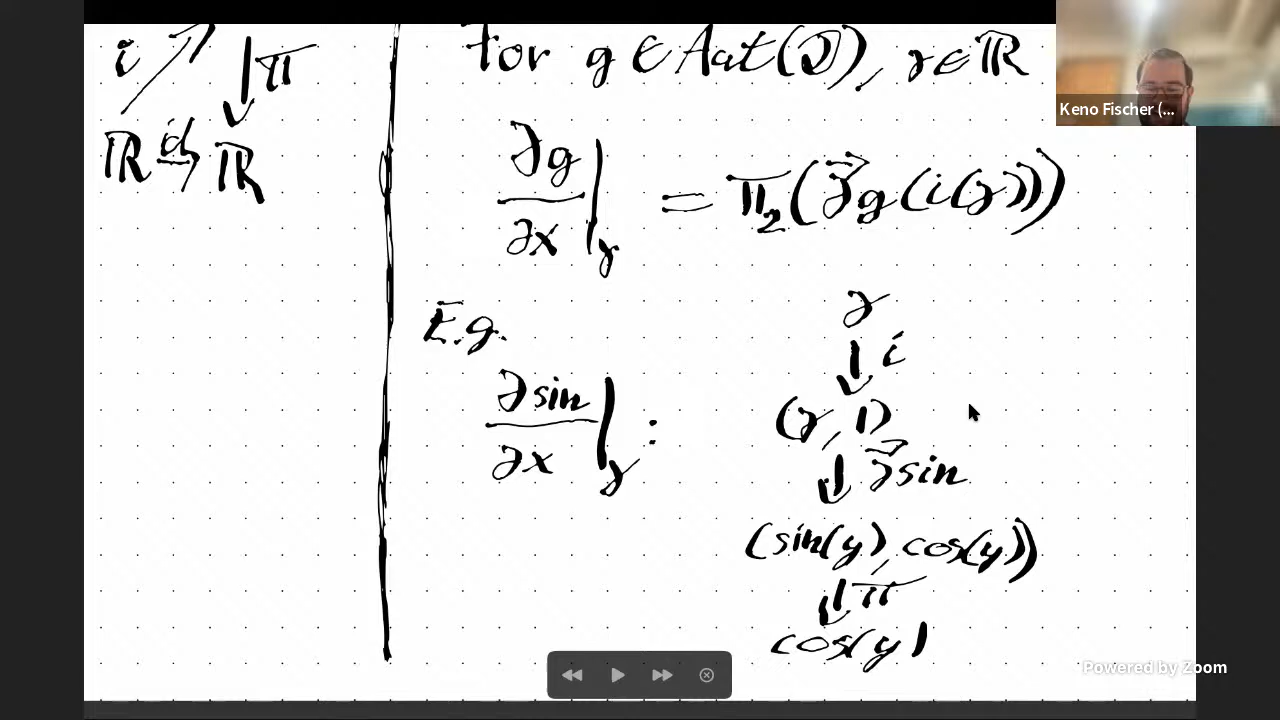 i π
ℝ id→ ℝ
For g ∈ Aut(), γ ∈ ℝ
∂g/∂x |γ = π₂(∂⃗g(i(γ)))
E.g.
∂sin/∂x |γ :
γ
↓ i
(γ, 1)
↓ ∂⃗sin
(sin(y), cos(y))
↓ π
cos(y)
Keno Fischer (...
Powered by Zoom